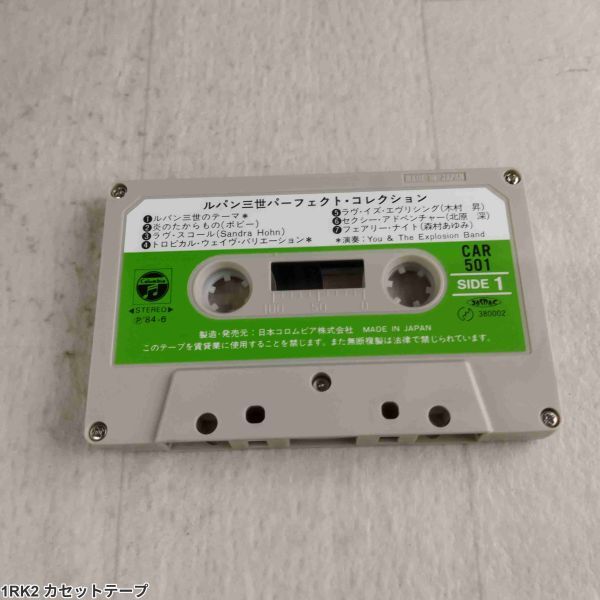 MADE IN JAPAN
ルパン三世パーフェクト・コレクション
❶ルパン三世のテーマ＊
❷炎のたからもの(ボビー)
❸ラヴ・スコール(Sandra Hohn)
❹トロピカル・ウェイヴ・バリエーション＊
❺ラヴ・イズ・エヴリシング(木村 昇)
❻セクシー・アドベンチャー(北原 深)
❼フェアリー・ナイト(森村あゆみ)
＊演奏：You & The Explosion Band
CAR
501
SIDE 1
Columbia
◀STEREO▶
Ⓟ'84-6
100 50 0
380002
製造・発売元：日本コロムビア株式会社 MADE IN JAPAN
このテープを賃貸業に使用することを禁じます。また無断複製は法律で禁じられています。
1RK2 カセットテープ